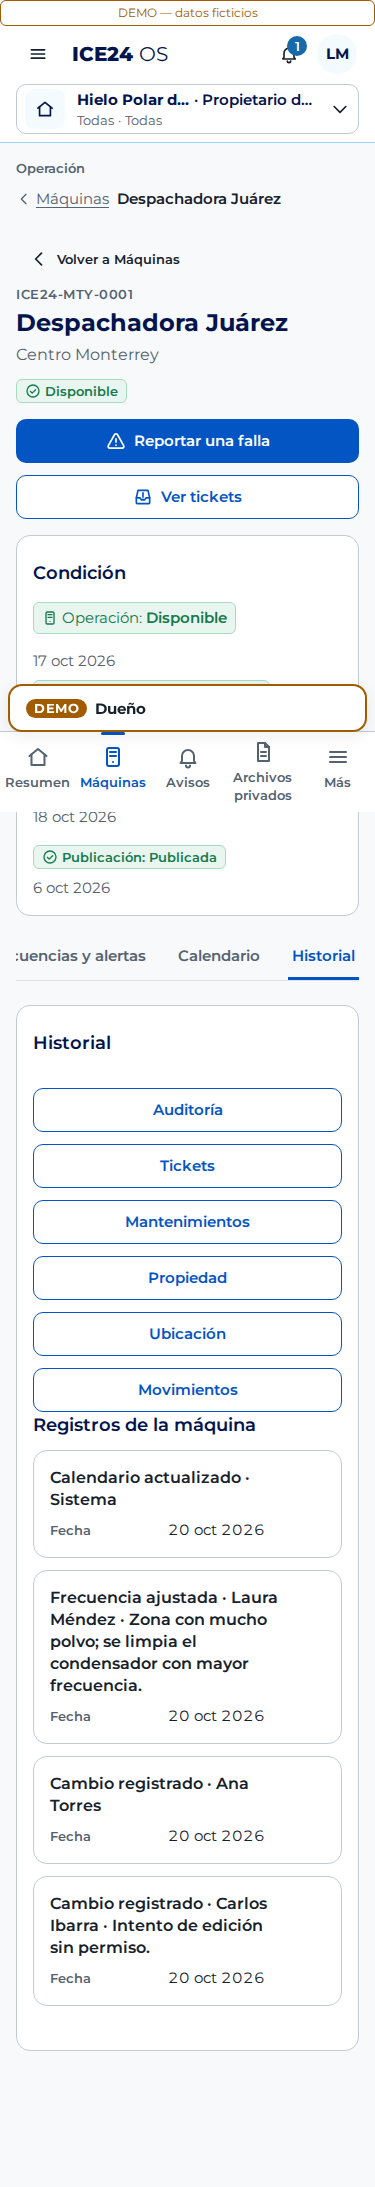 DEMO — datos ficticios
ICE24 OS
1
LM
Hielo Polar d... · Propietario d...
Todas · Todas
Operación
Máquinas Despachadora Juárez
Volver a Máquinas
ICE24-MTY-0001
Despachadora Juárez
Centro Monterrey
Disponible
Reportar una falla
Ver tickets
Condición
Operación: Disponible
17 oct 2026
DEMO Dueño
Resumen
Máquinas
Avisos
Archivos privados
Más
18 oct 2026
Publicación: Publicada
6 oct 2026
cuencias y alertas
Calendario
Historial
Historial
Auditoría
Tickets
Mantenimientos
Propiedad
Ubicación
Movimientos
Registros de la máquina
Calendario actualizado ·
Sistema
Fecha 20 oct 2026
Frecuencia ajustada · Laura
Méndez · Zona con mucho
polvo; se limpia el
condensador con mayor
frecuencia.
Fecha 20 oct 2026
Cambio registrado · Ana
Torres
Fecha 20 oct 2026
Cambio registrado · Carlos
Ibarra · Intento de edición
sin permiso.
Fecha 20 oct 2026